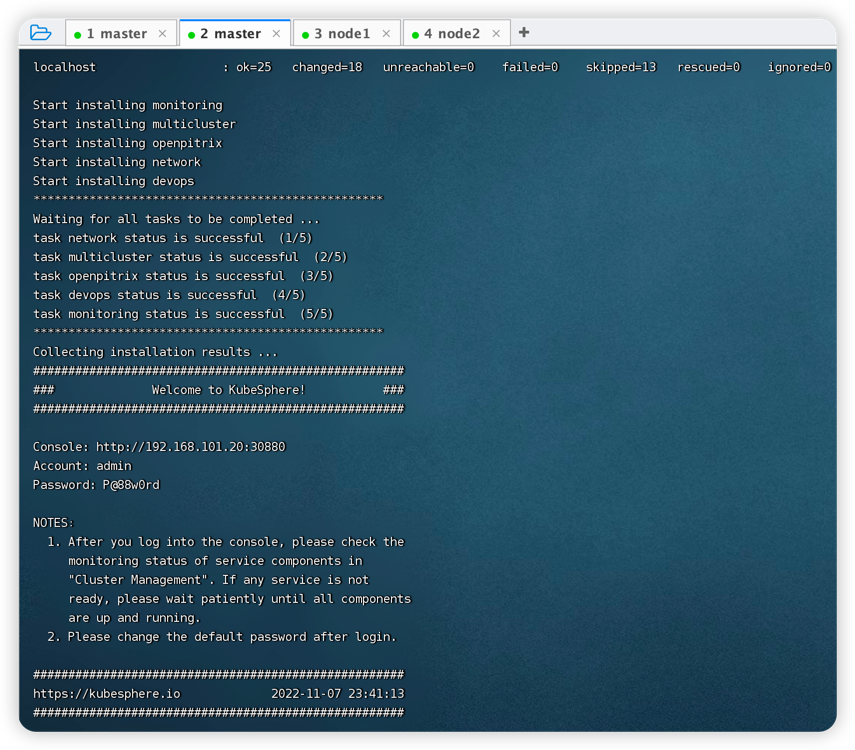 1 master
2 master
3 node1
4 node2
localhost : ok=25 changed=18 unreachable=0 failed=0 skipped=13 rescued=0 ignored=0
Start installing monitoring
Start installing multicluster
Start installing openpitrix
Start installing network
Start installing devops
**************************************************
Waiting for all tasks to be completed ...
task network status is successful (1/5)
task multicluster status is successful (2/5)
task openpitrix status is successful (3/5)
task devops status is successful (4/5)
task monitoring status is successful (5/5)
**************************************************
Collecting installation results ...
#####################################################
### Welcome to KubeSphere! ###
#####################################################
Console: http://192.168.101.20:30880
Account: admin
Password: P@88w0rd
NOTES:
1. After you log into the console, please check the
monitoring status of service components in
"Cluster Management". If any service is not
ready, please wait patiently until all components
are up and running.
2. Please change the default password after login.
#####################################################
https://kubesphere.io 2022-11-07 23:41:13
#####################################################